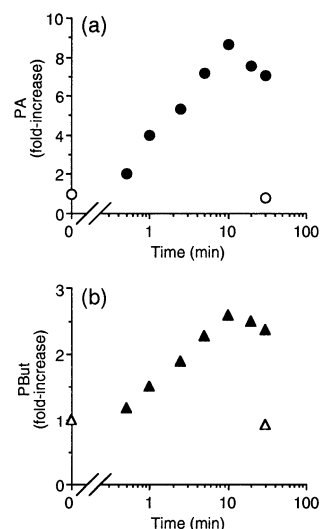 (a)
10
8
6
4
2
0
PA
(fold-increase)
0
1
10
100
Time (min)
(b)
3
2
1
0
PBut
(fold-increase)
0
1
10
100
Time (min)